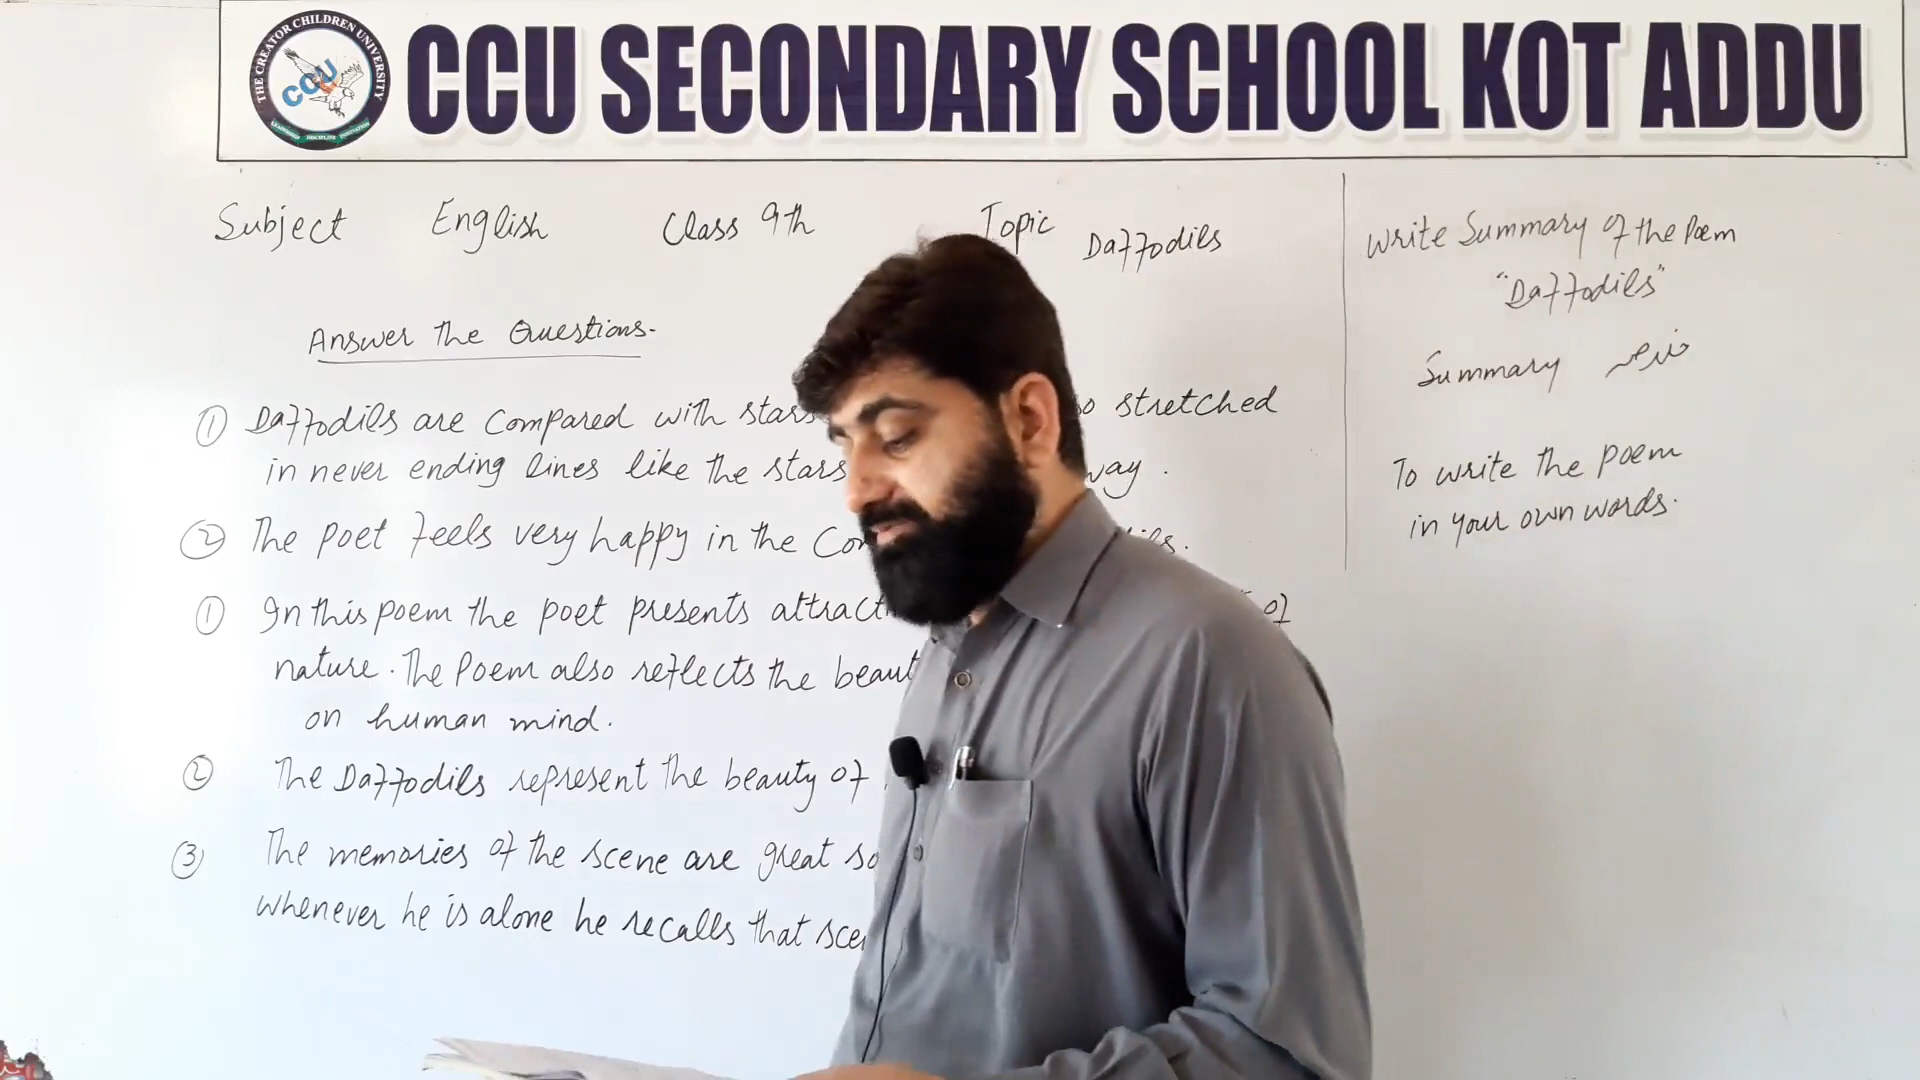 THE CREATOR CHILDREN UNIVERSITY
CCU
LEADERSHIP DISCIPLINE INNOVATION
CCU SECONDARY SCHOOL KOT ADDU
Subject English Class 9th Topic Daffodils
Answer the Questions.
① Daffodils are compared with stars so stretched
in never ending lines like the stars way.
② The poet feels very happy in the
① In this poem the poet presents of
nature. The Poem also reflects the
on human mind.
② The Daffodils represent the beauty of
③ The memories of the scene are great so
whenever he is alone he recalls that
Write Summary of the Poem
"Daffodils"
Summary
To write the poem
in your own words.